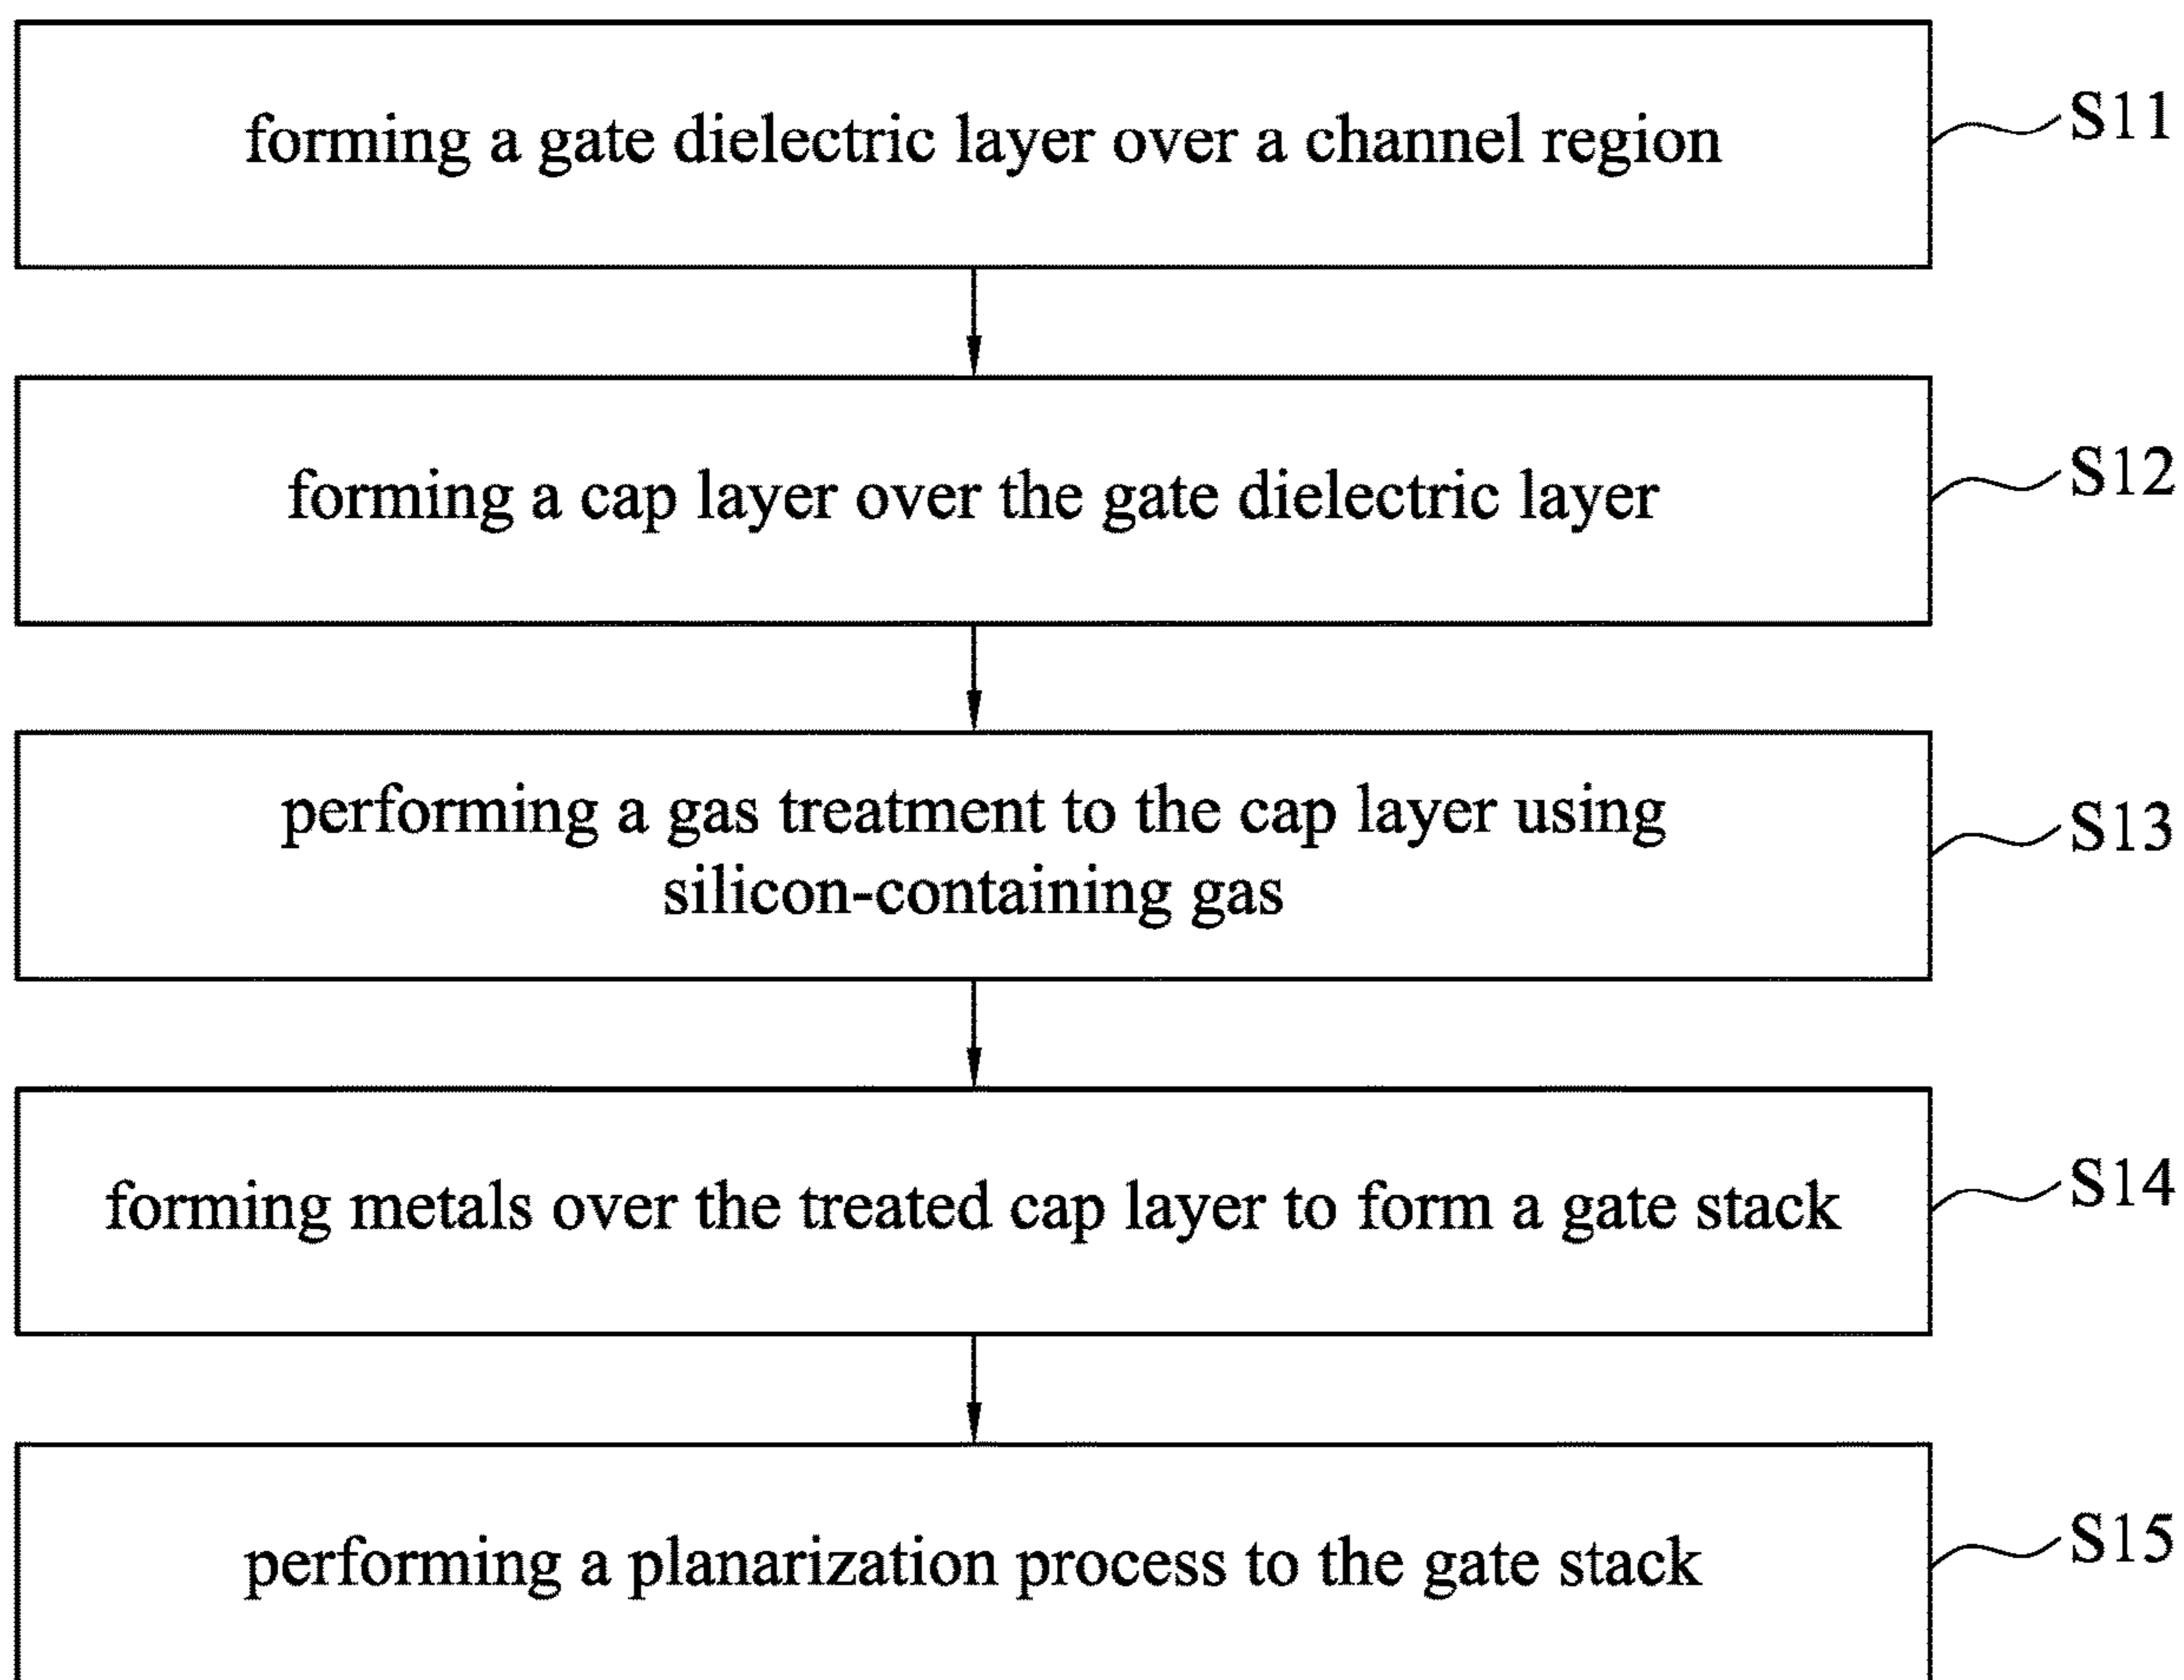 forming a gate dielectric layer over a channel region
S11
forming a cap layer over the gate dielectric layer
S12
performing a gas treatment to the cap layer using
silicon-containing gas
S13
forming metals over the treated cap layer to form a gate stack
S14
performing a planarization process to the gate stack
S15